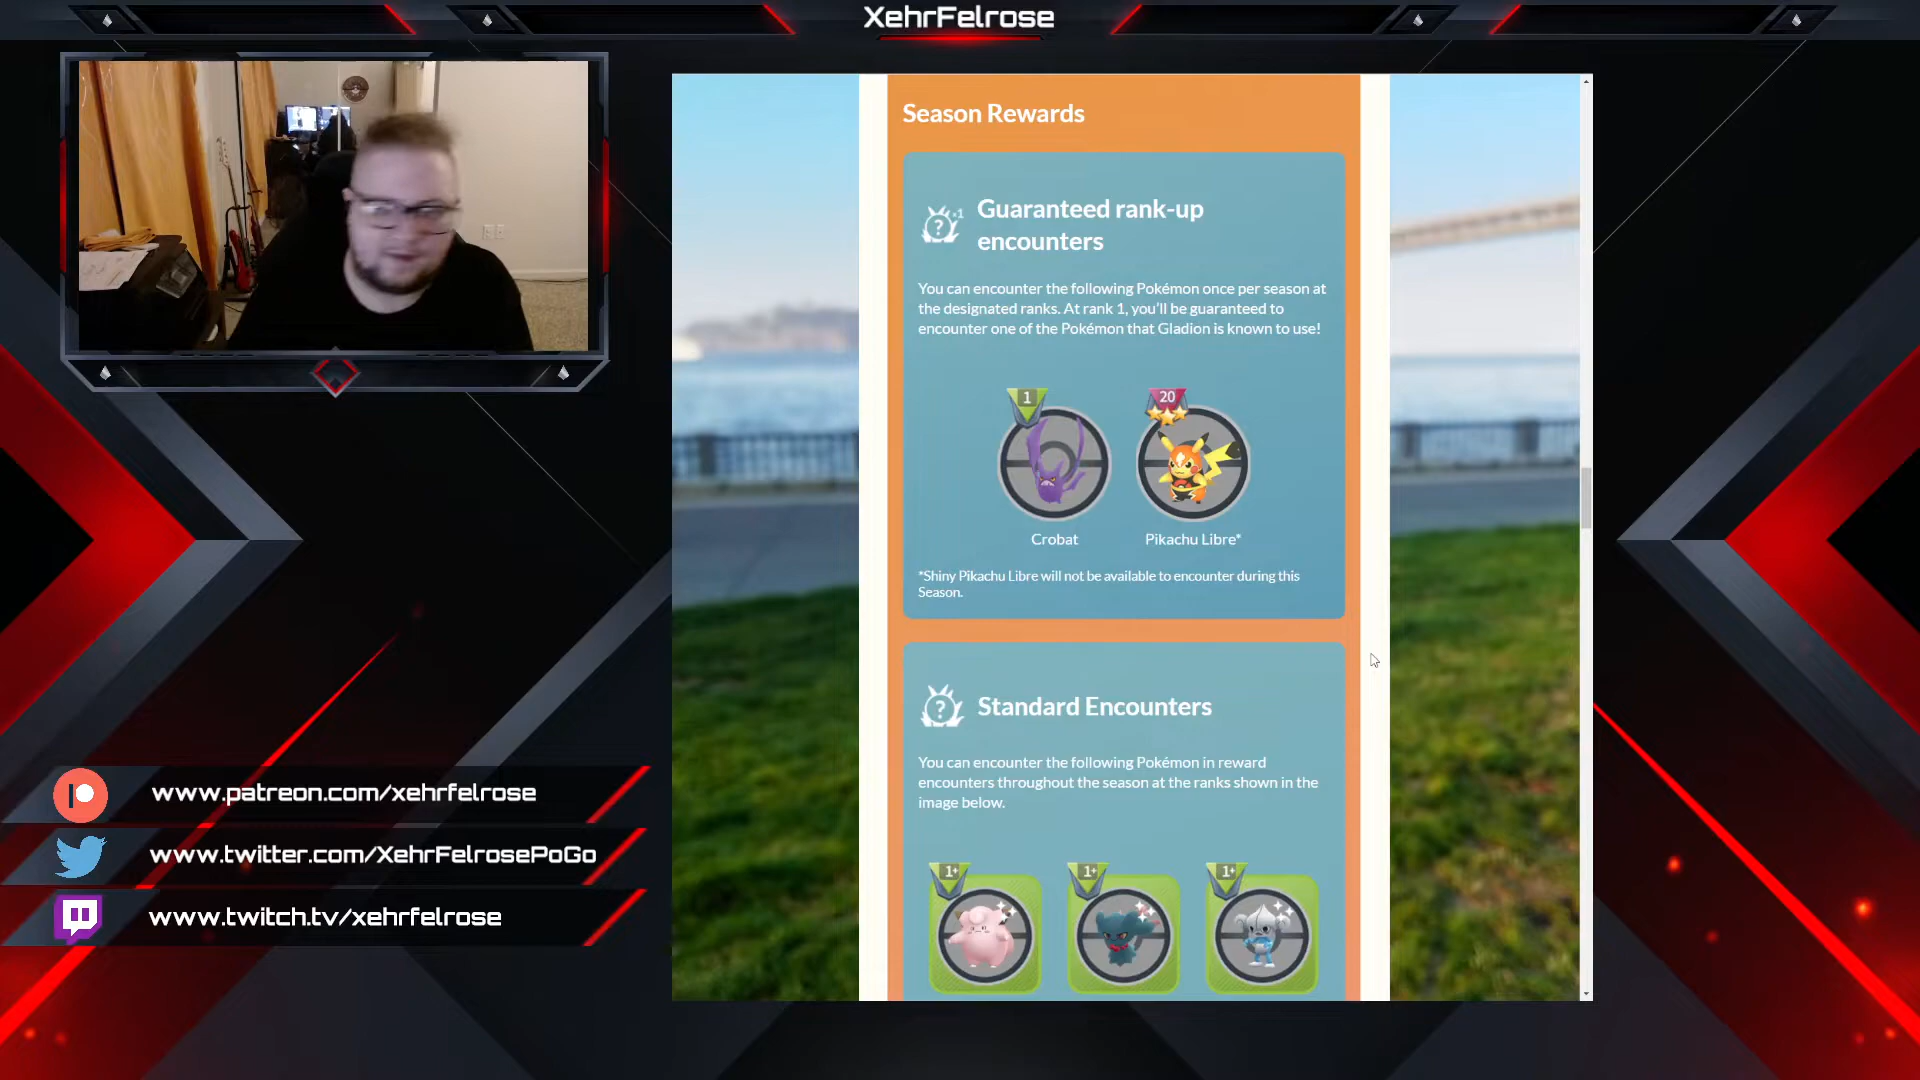 XehrFelrose
Season Rewards
×1
Guaranteed rank-up
encounters
You can encounter the following Pokémon once per season at
the designated ranks. At rank 1, you'll be guaranteed to
encounter one of the Pokémon that Gladion is known to use!
1
20
Crobat
Pikachu Libre*
*Shiny Pikachu Libre will not be available to encounter during this
Season.
Standard Encounters
You can encounter the following Pokémon in reward
encounters throughout the season at the ranks shown in the
image below.
1+
1+
1+
www.patreon.com/xehrfelrose
www.twitter.com/XehrFelrosePoGo
www.twitch.tv/xehrfelrose